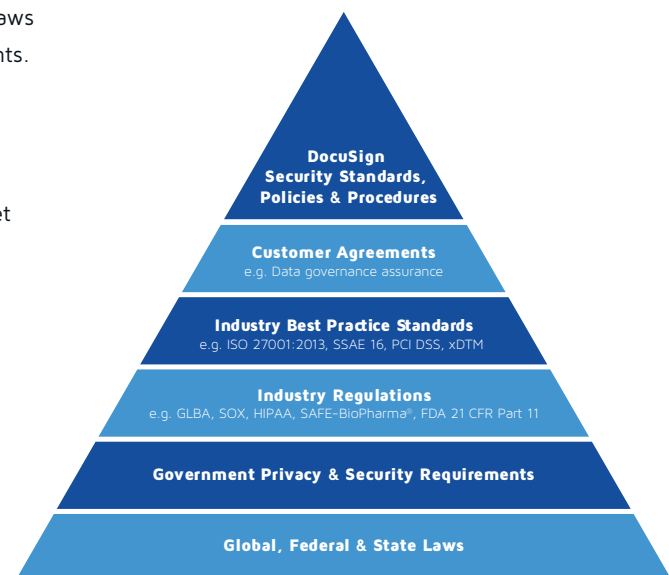 aws
nts.
et
DocuSign
Security Standards,
Policies & Procedures
Customer Agreements
e.g. Data governance assurance
Industry Best Practice Standards
e.g. ISO 27001:2013, SSAE 16, PCI DSS, xDTM
Industry Regulations
e.g. GLBA, SOX, HIPAA, SAFE-BioPharma®, FDA 21 CFR Part 11
Government Privacy & Security Requirements
Global, Federal & State Laws